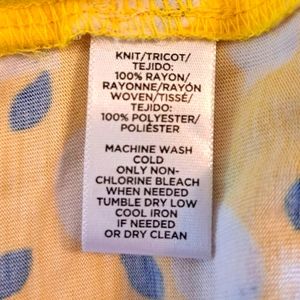 KNIT/TRICOT/
TEJIDO:
100% RAYON/
RAYONNE/RAYÓN
WOVEN/TISSÉ/
TEJIDO:
100% POLYESTER/
POLIÉSTER
MACHINE WASH
COLD
ONLY NON-
CHLORINE BLEACH
WHEN NEEDED
TUMBLE DRY LOW
COOL IRON
IF NEEDED
OR DRY CLEAN